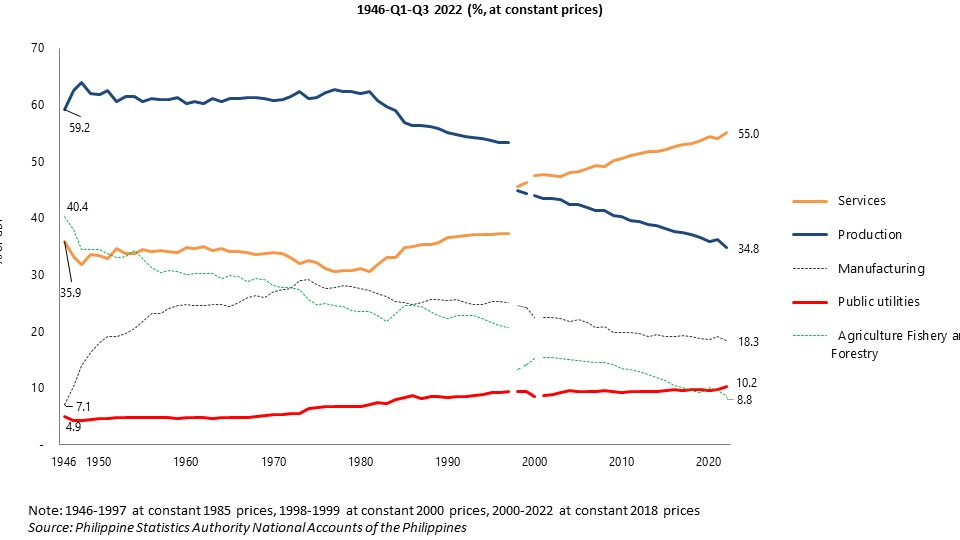 1946-Q1-Q3 2022 (%, at constant prices)
70
60
50
40
30
20
10
-
59.2
40.4
35.9
7.1
4.9
55.0
34.8
18.3
10.2
8.8
1946 1950 1960 1970 1980 1990 2000 2010 2020
Services
Production
Manufacturing
Public utilities
Agriculture Fishery
Forestry
Note: 1946-1997 at constant 1985 prices, 1998-1999 at constant 2000 prices, 2000-2022 at constant 2018 prices
Source: Philippine Statistics Authority National Accounts of the Philippines